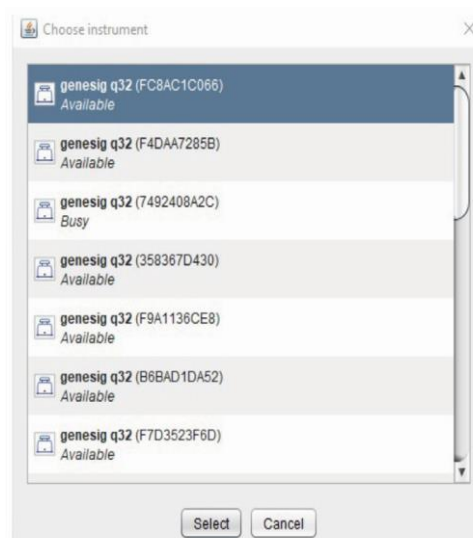 Choose instrument
genesig q32 (FC8AC1C066)
Available
genesig q32 (F4DAA7285B)
Available
genesig q32 (7492408A2C)
Busy
genesig q32 (358367D430)
Available
genesig q32 (F9A1136CE8)
Available
genesig q32 (B6BAD1DA52)
Available
genesig q32 (F7D3523F6D)
Available
Select Cancel